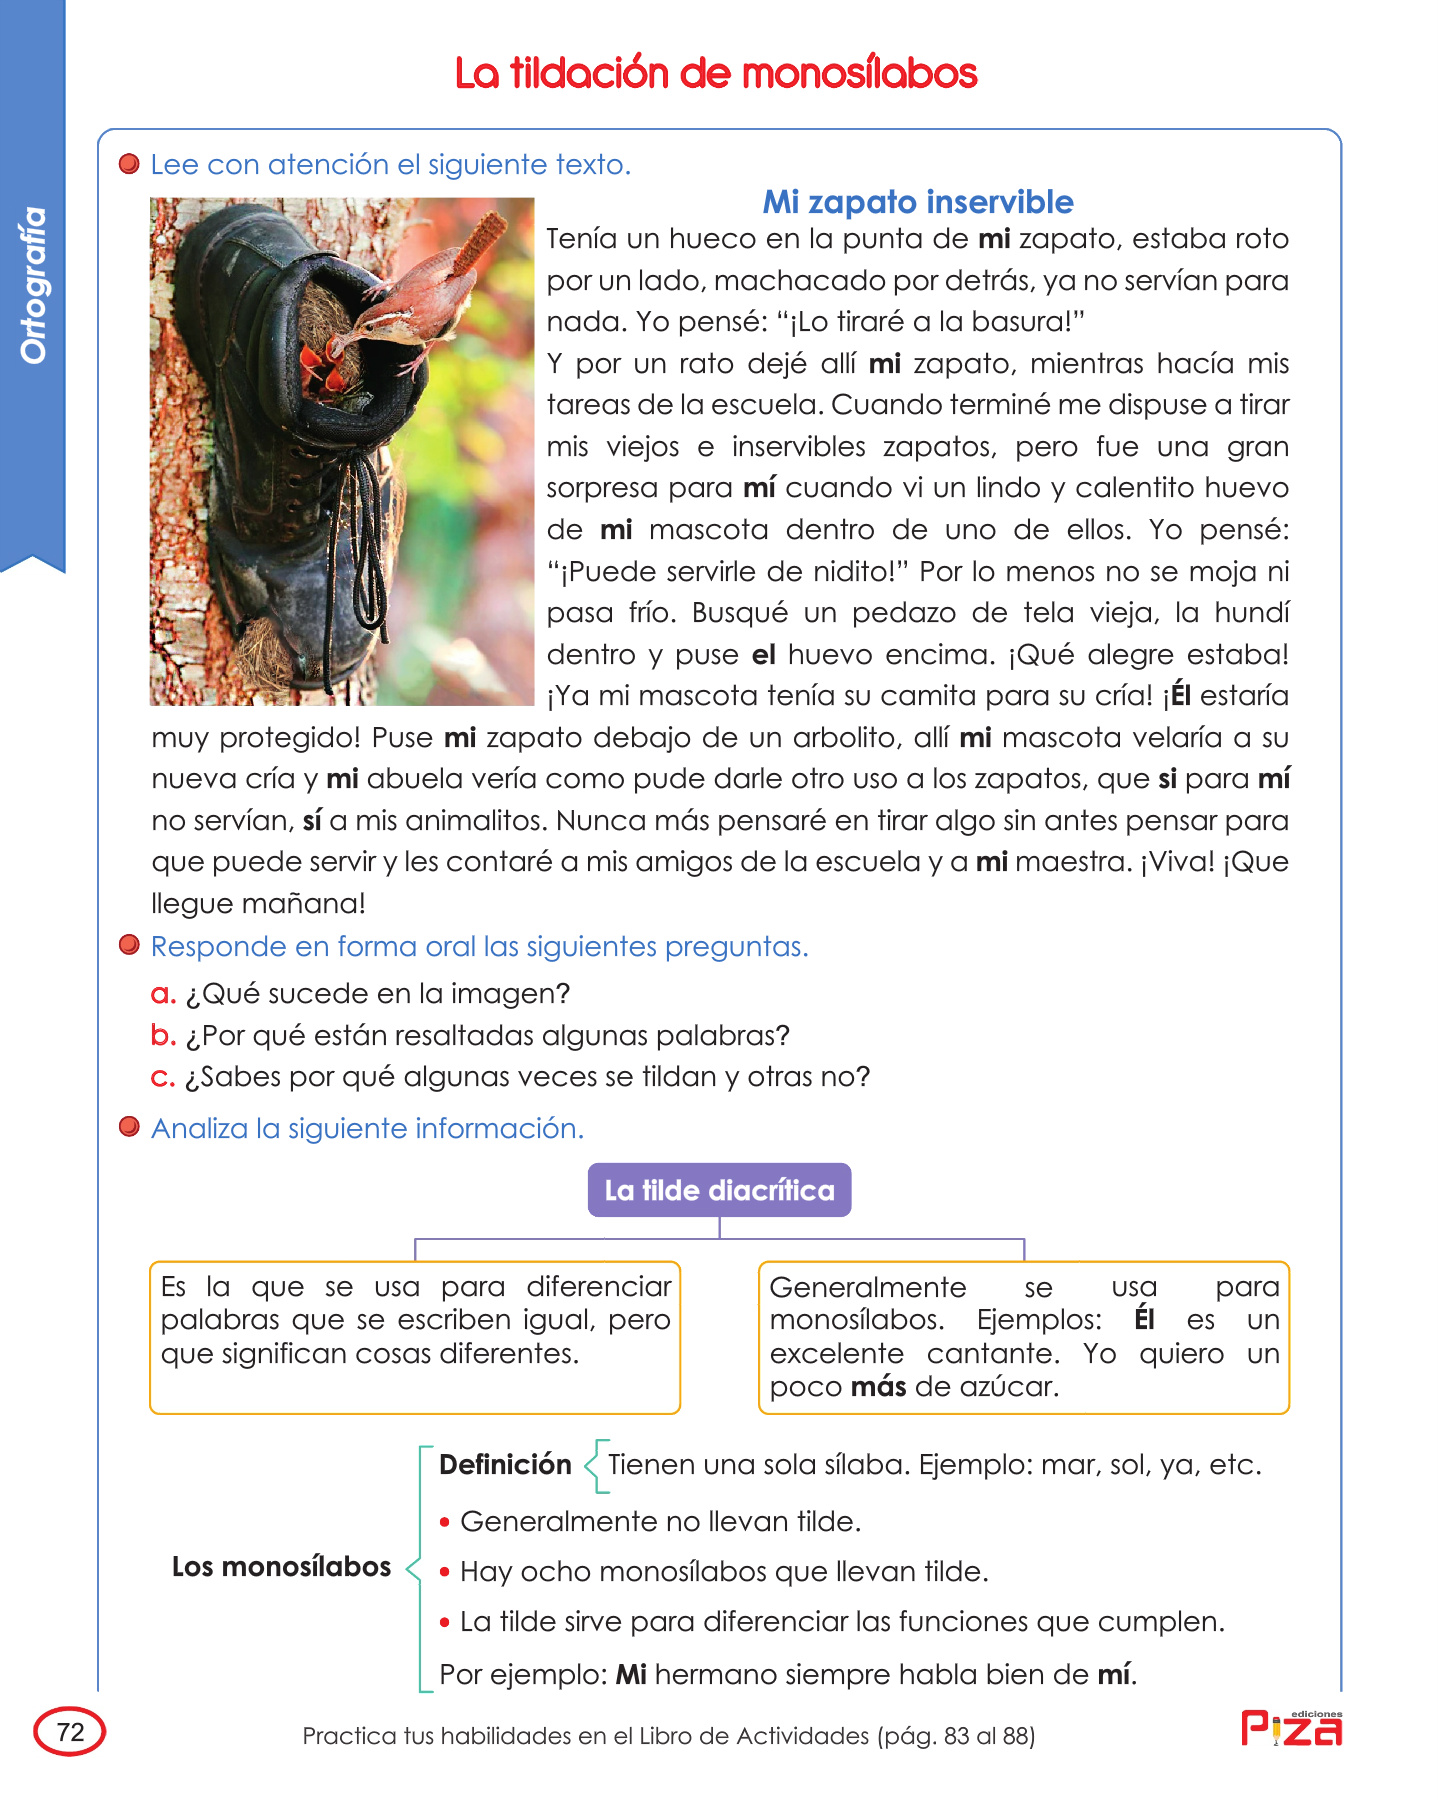 La tildación de monosílabos
Ortografía
Lee con atención el siguiente texto.
Mi zapato inservible
Tenía un hueco en la punta de mi zapato, estaba roto
por un lado, machacado por detrás, ya no servían para
nada. Yo pensé: “¡Lo tiraré a la basura!”
Y por un rato dejé allí mi zapato, mientras hacía mis
tareas de la escuela. Cuando terminé me dispuse a tirar
mis viejos e inservibles zapatos, pero fue una gran
sorpresa para mí cuando vi un lindo y calentito huevo
de mi mascota dentro de uno de ellos. Yo pensé:
“¡Puede servirle de nidito!” Por lo menos no se moja ni
pasa frío. Busqué un pedazo de tela vieja, la hundí
dentro y puse el huevo encima. ¡Qué alegre estaba!
¡Ya mi mascota tenía su camita para su cría! ¡Él estaría
muy protegido! Puse mi zapato debajo de un arbolito, allí mi mascota velaría a su
nueva cría y mi abuela vería como pude darle otro uso a los zapatos, que si para mí
no servían, sí a mis animalitos. Nunca más pensaré en tirar algo sin antes pensar para
que puede servir y les contaré a mis amigos de la escuela y a mi maestra. ¡Viva! ¡Que
llegue mañana!
Responde en forma oral las siguientes preguntas.
a. ¿Qué sucede en la imagen?
b. ¿Por qué están resaltadas algunas palabras?
c. ¿Sabes por qué algunas veces se tildan y otras no?
Analiza la siguiente información.
La tilde diacrítica
Es la que se usa para diferenciar
palabras que se escriben igual, pero
que significan cosas diferentes.
Generalmente se usa para
monosílabos. Ejemplos: Él es un
excelente cantante. Yo quiero un
poco más de azúcar.
Definición Tienen una sola sílaba. Ejemplo: mar, sol, ya, etc.
• Generalmente no llevan tilde.
Los monosílabos
• Hay ocho monosílabos que llevan tilde.
• La tilde sirve para diferenciar las funciones que cumplen.
Por ejemplo: Mi hermano siempre habla bien de mí.
72
Practica tus habilidades en el Libro de Actividades (pág. 83 al 88)
ediciones
Piza